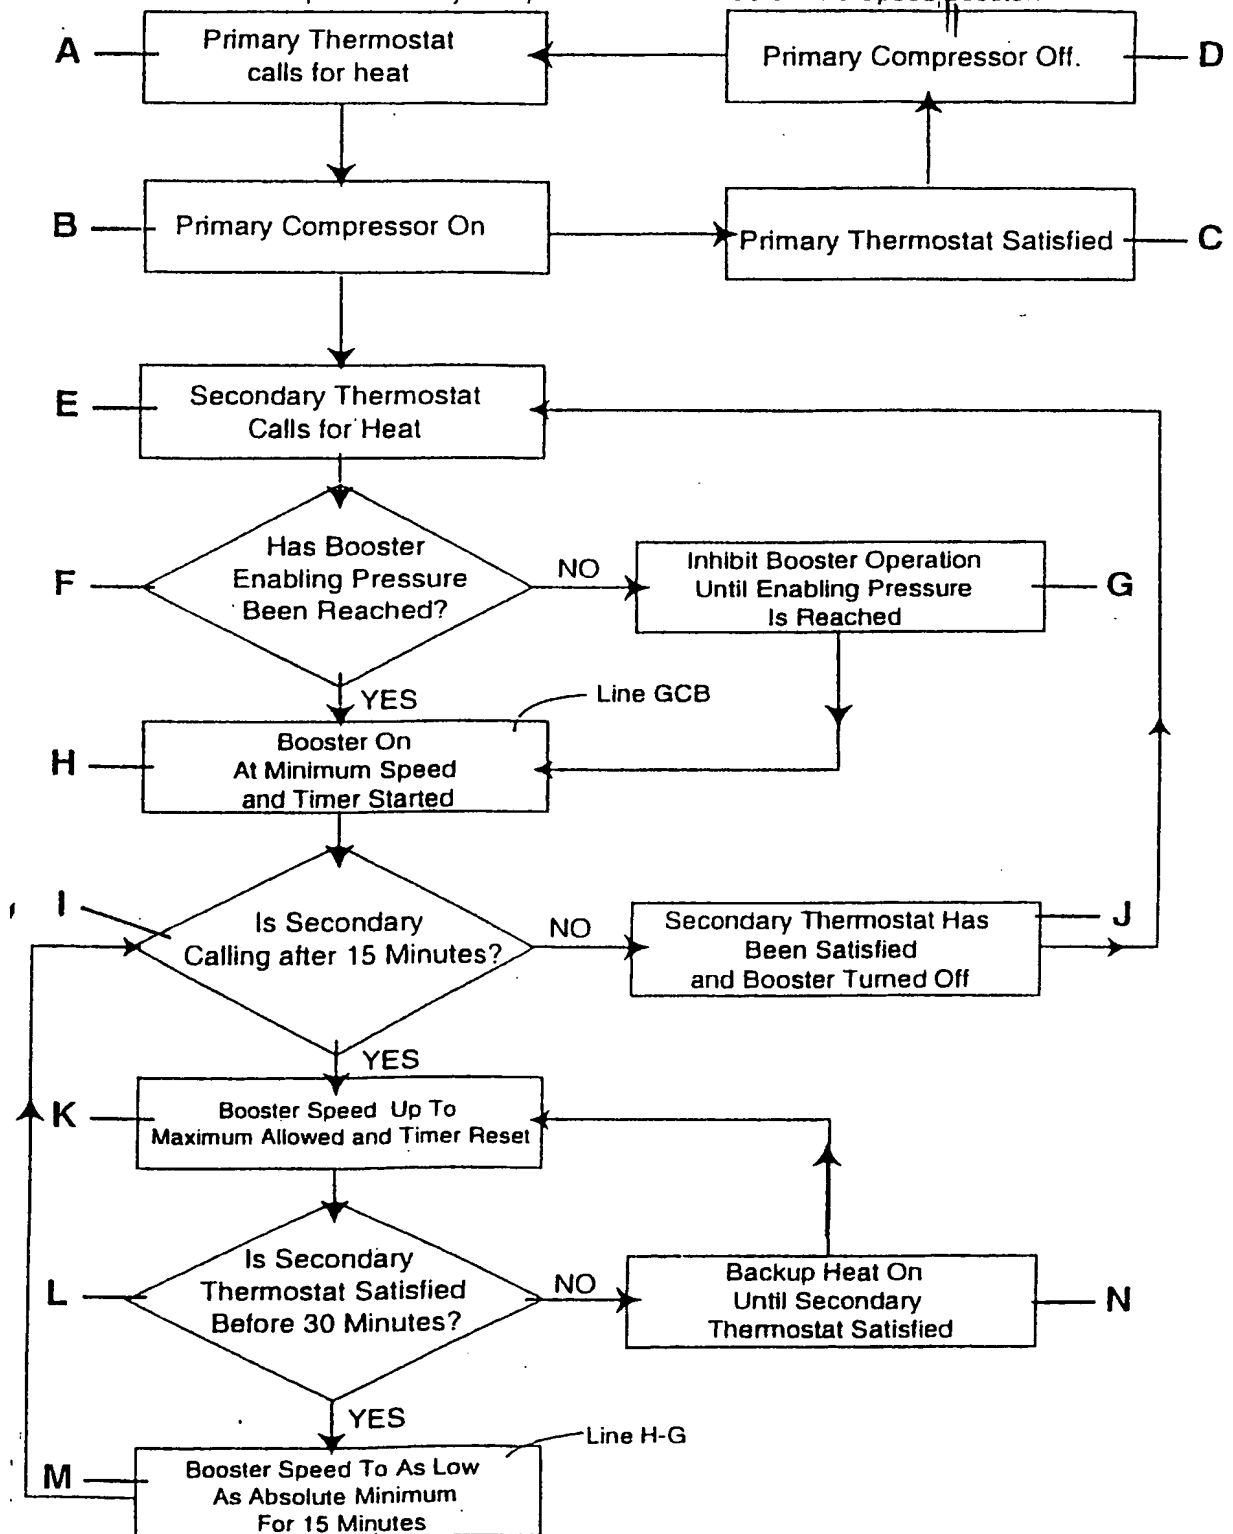 A
Primary Thermostat
calls for heat
Primary Compressor Off.
D
B
Primary Compressor On
Primary Thermostat Satisfied
C
E
Secondary Thermostat
Calls for Heat
F
Has Booster
Enabling Pressure
Been Reached?
NO
Inhibit Booster Operation
Until Enabling Pressure
Is Reached
G
YES
Line GCB
H
Booster On
At Minimum Speed
and Timer Started
I
Is Secondary
Calling after 15 Minutes?
NO
Secondary Thermostat Has
Been Satisfied
and Booster Turned Off
J
YES
K
Booster Speed Up To
Maximum Allowed and Timer Reset
L
Is Secondary
Thermostat Satisfied
Before 30 Minutes?
NO
Backup Heat On
Until Secondary
Thermostat Satisfied
N
YES
Line H-G
M
Booster Speed To As Low
As Absolute Minimum
For 15 Minutes